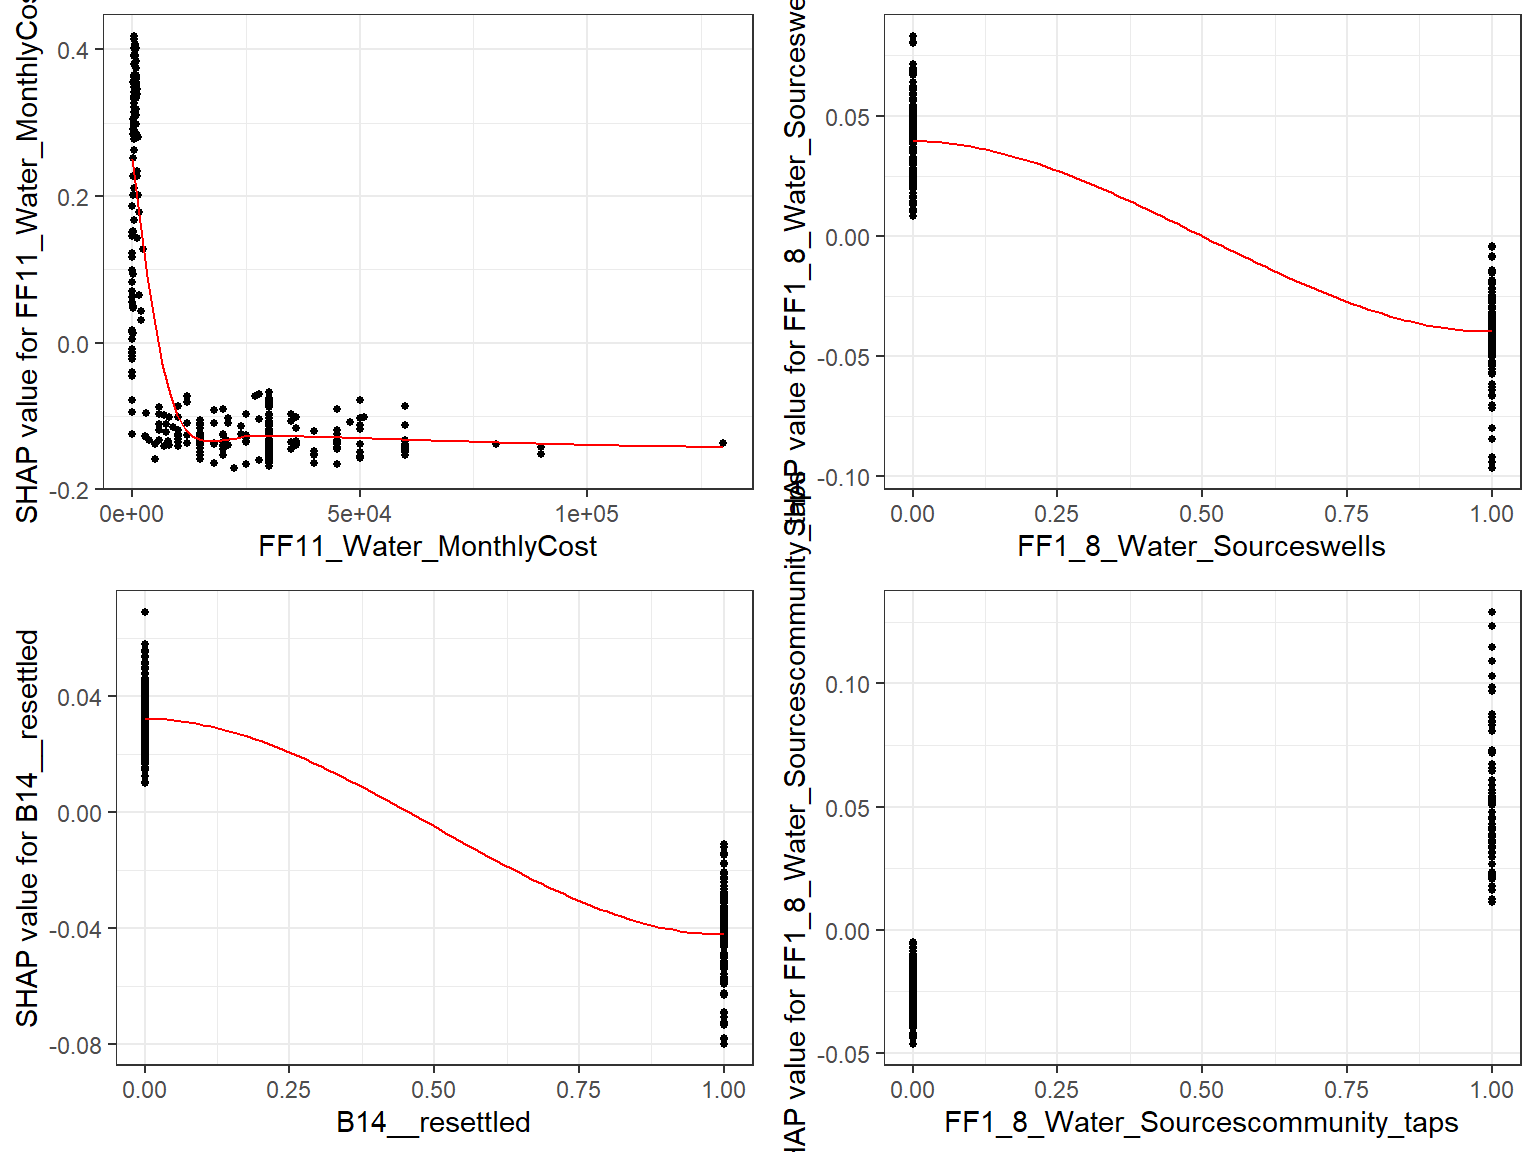 SHAP value for FF11_Water_MonthlyCos
0.4
0.2
0.0
-0.2
0e+00 5e+04 1e+05
FF11_Water_MonthlyCost
SHAP value for FF1_8_Water_Sourceswe
0.05
0.00
-0.05
-0.10
0.00 0.25 0.50 0.75 1.00
FF1_8_Water_Sourceswells
SHAP value for B14__resettled
0.04
0.00
-0.04
-0.08
0.00 0.25 0.50 0.75 1.00
B14__resettled
HAP value for FF1_8_Water_Sourcescommunity_taps
0.10
0.05
0.00
-0.05
0.00 0.25 0.50 0.75 1.00
FF1_8_Water_Sourcescommunity_taps